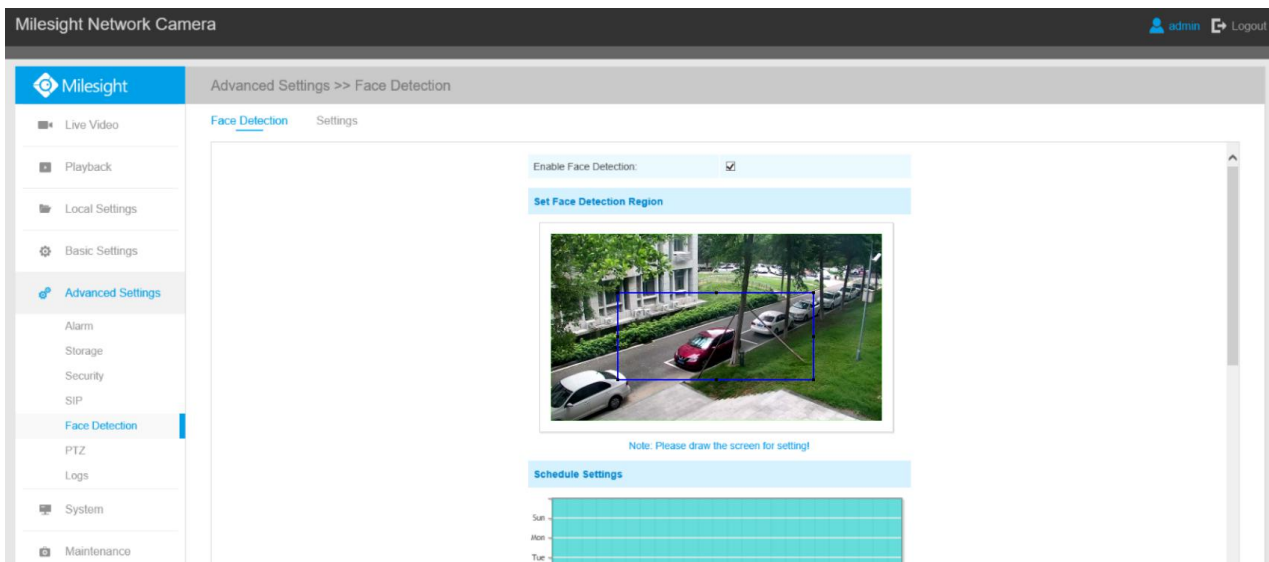 Milesight Network Camera
admin Logout
Milesight
Advanced Settings >> Face Detection
Live Video
Face Detection Settings
Playback
Enable Face Detection:
Local Settings
Set Face Detection Region
Basic Settings
Advanced Settings
Alarm
Storage
Security
SIP
Face Detection
PTZ
Note: Please draw the screen for setting!
Logs
Schedule Settings
System
Sun
Mon
Maintenance
Tue